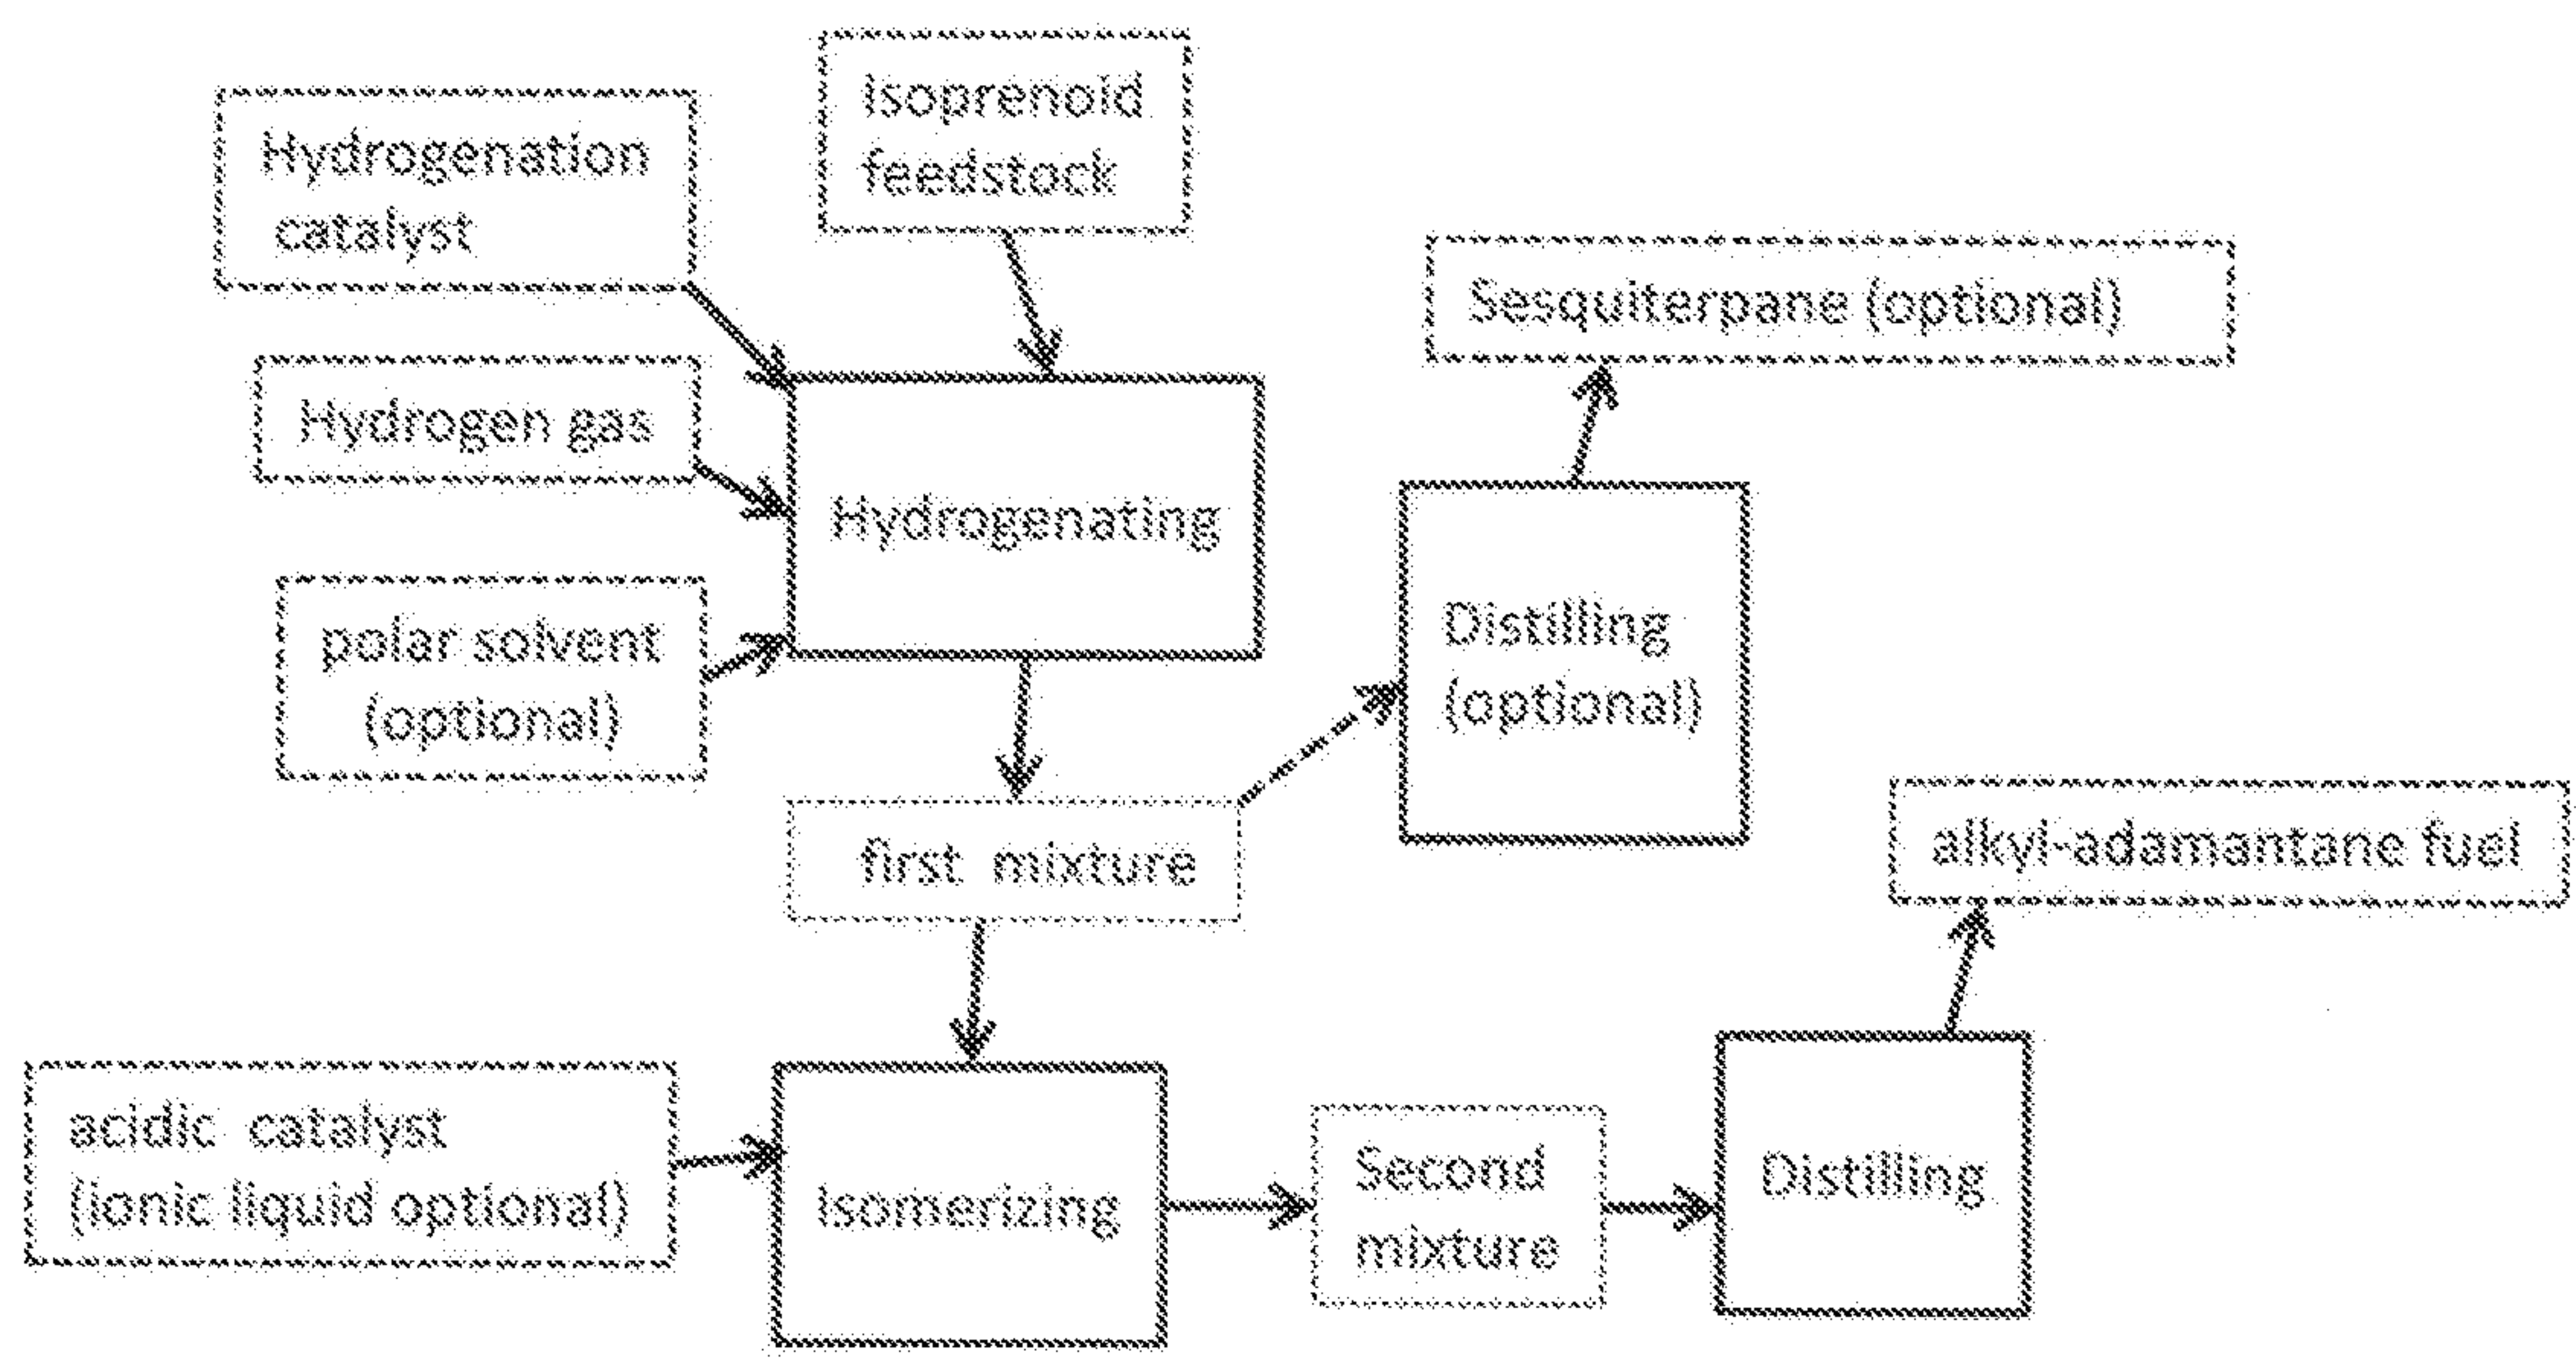 Isoprenoid
feedstock
Hydrogenation
catalyst
Hydrogen gas
polar solvent
(optional)
Hydrogenating
Sesquiterpane (optional)
Distilling
(optional)
first mixture
alkyl-adamantane fuel
acidic catalyst
(ionic liquid optional)
Isomerizing
Second
mixture
Distilling